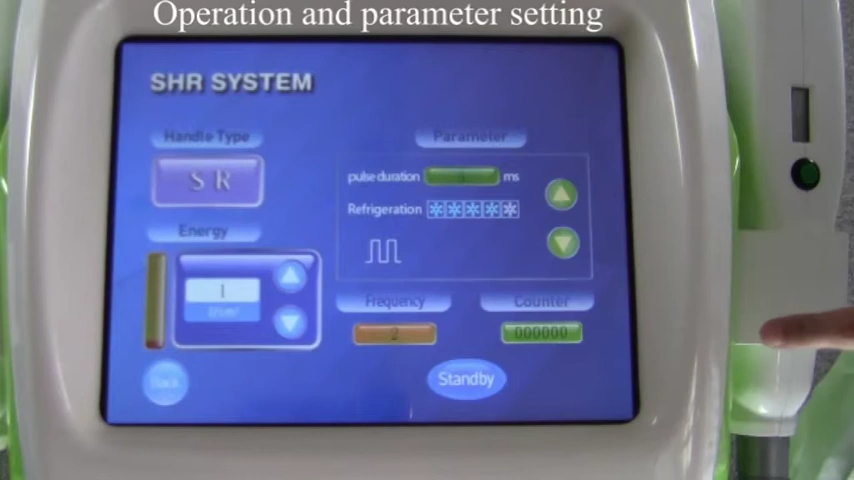 Operation and parameter setting
SHR SYSTEM
Handle Type
Parameter
S R
pulse duration
ms
Refrigeration
Energy
1
Frequency
Counter
2
000000
Back
Standby